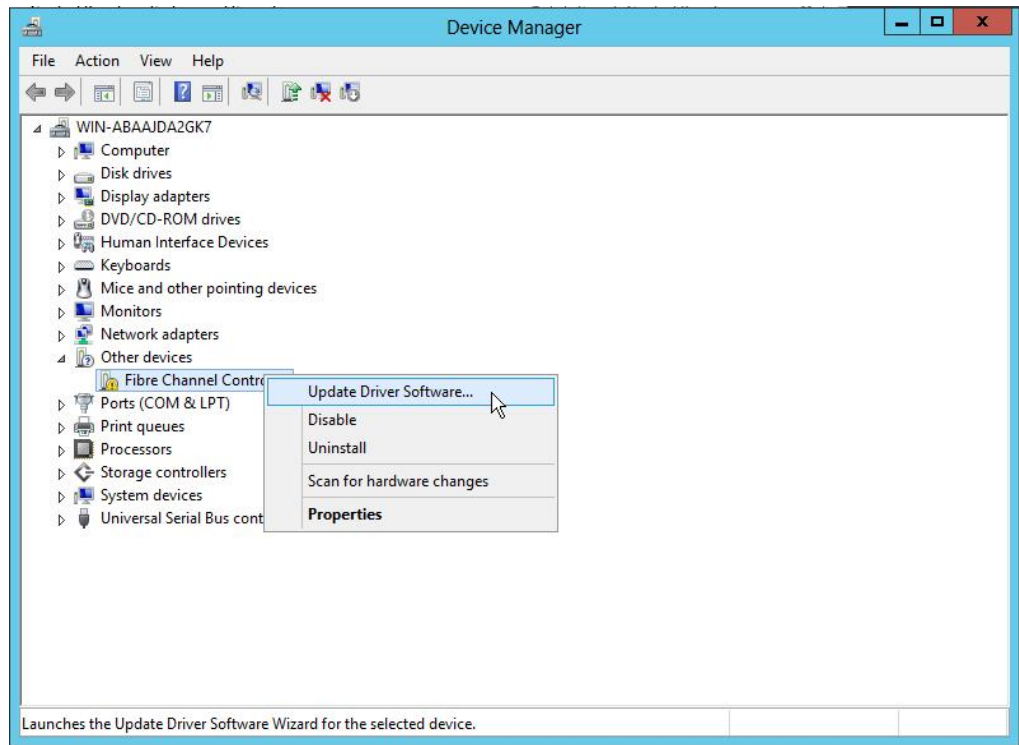 Device Manager
File Action View Help
WIN-ABAAJDA2GK7
Computer
Disk drives
Display adapters
DVD/CD-ROM drives
Human Interface Devices
Keyboards
Mice and other pointing devices
Monitors
Network adapters
Other devices
Fibre Channel Contro
Update Driver Software...
Ports (COM & LPT)
Disable
Print queues
Processors
Uninstall
Storage controllers
Scan for hardware changes
System devices
Universal Serial Bus cont
Properties
Launches the Update Driver Software Wizard for the selected device.